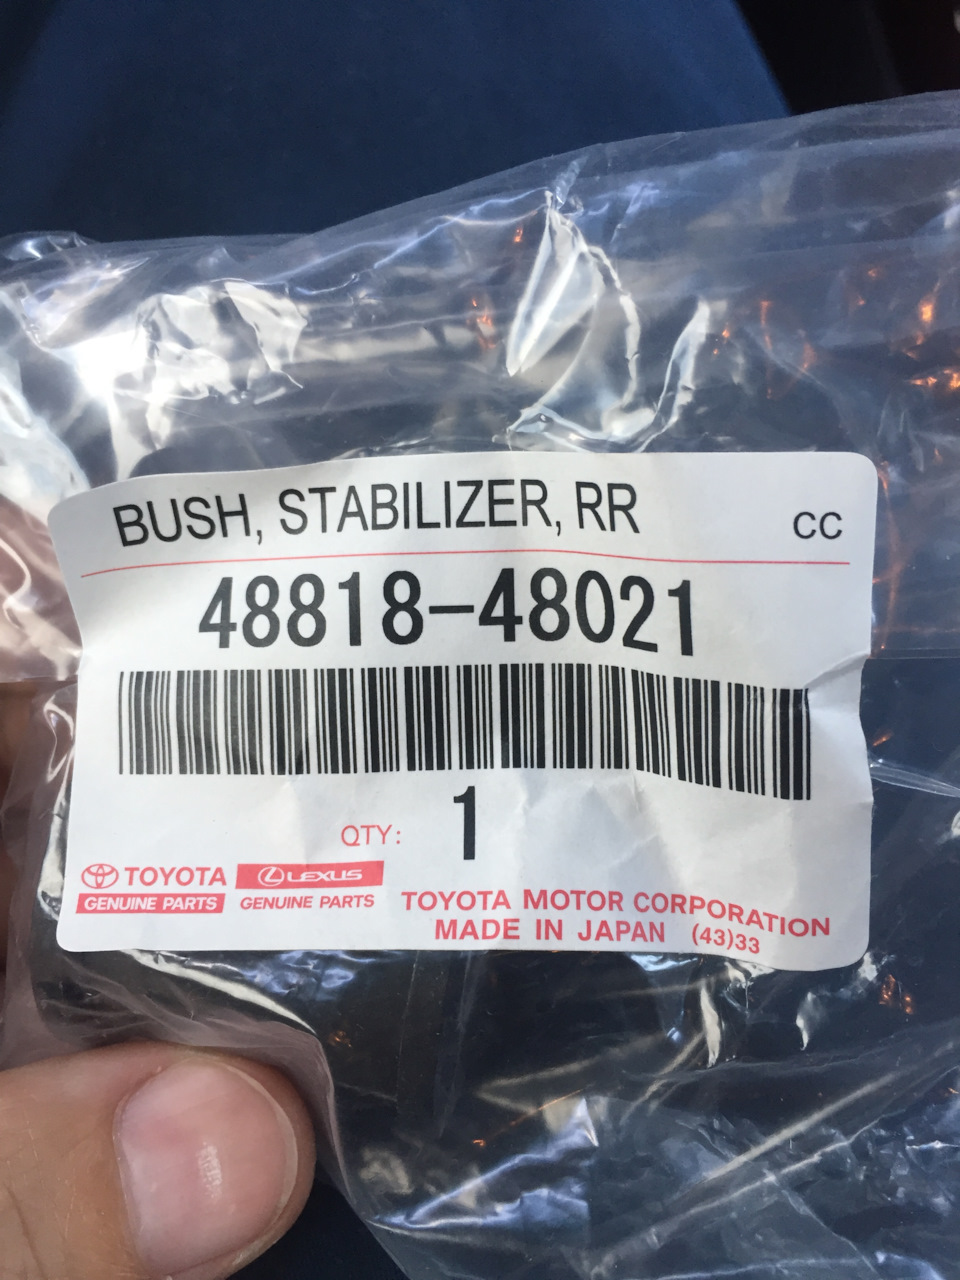 BUSH, STABILIZER, RR CC
48818-48021
QTY: 1
TOYOTA LEXUS
GENUINE PARTS GENUINE PARTS
TOYOTA MOTOR CORPORATION
MADE IN JAPAN (43)33